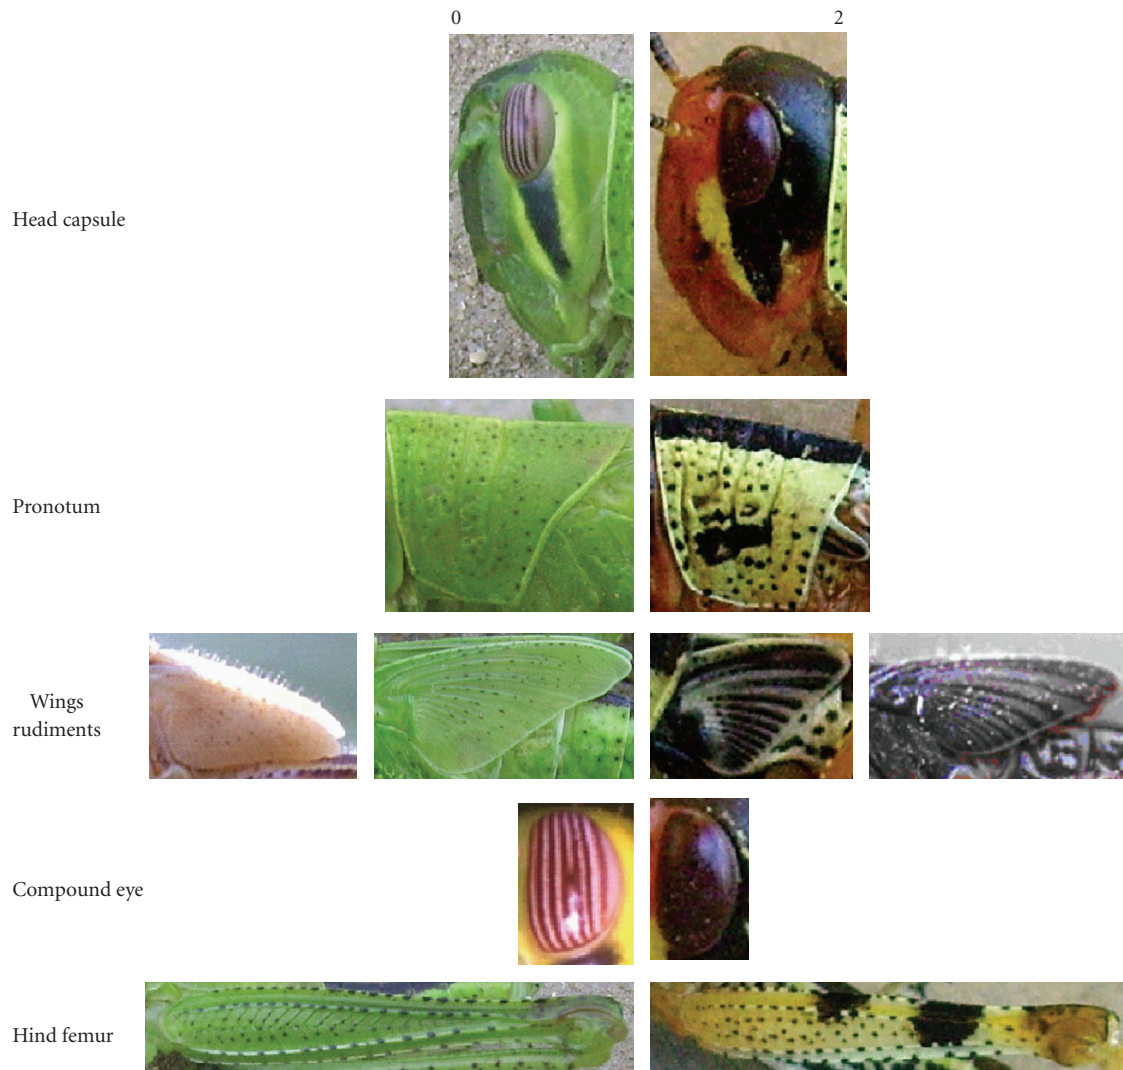 0 2
Head capsule
Pronotum
Wings
rudiments
Compound eye
Hind femur